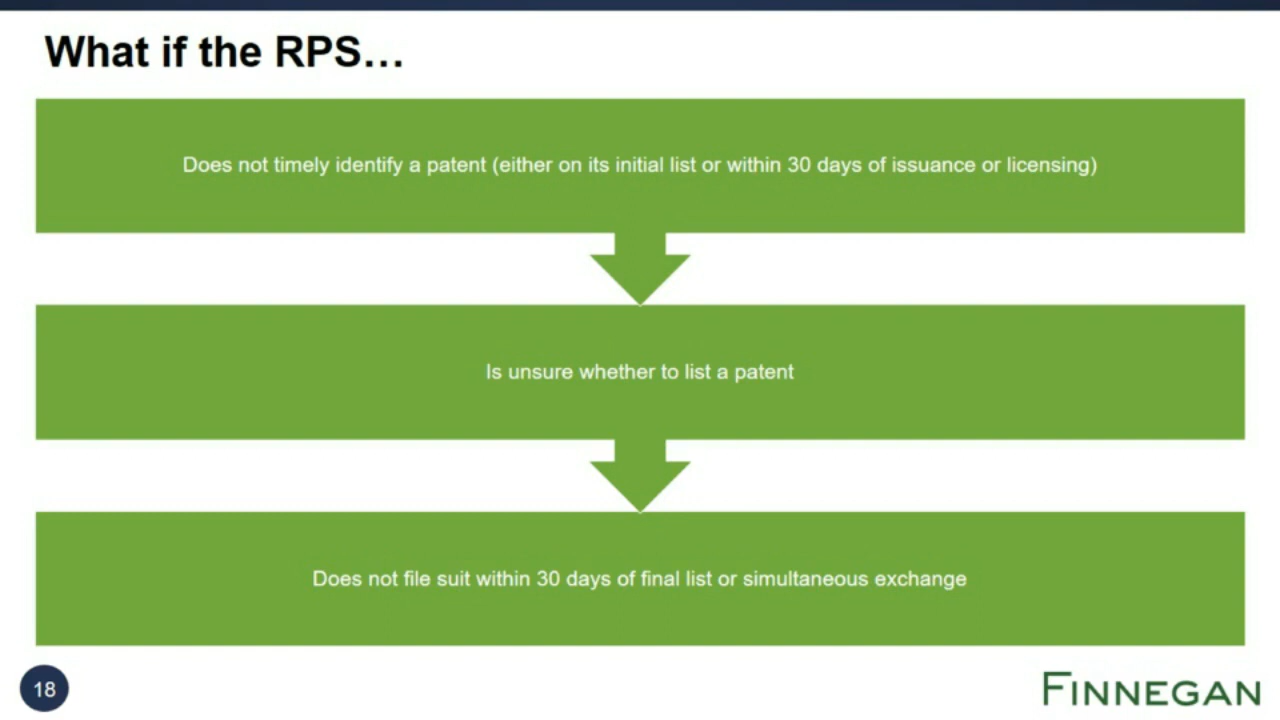 What if the RPS…
Does not timely identify a patent (either on its initial list or within 30 days of issuance or licensing)
Is unsure whether to list a patent
Does not file suit within 30 days of final list or simultaneous exchange
18
FINNEGAN